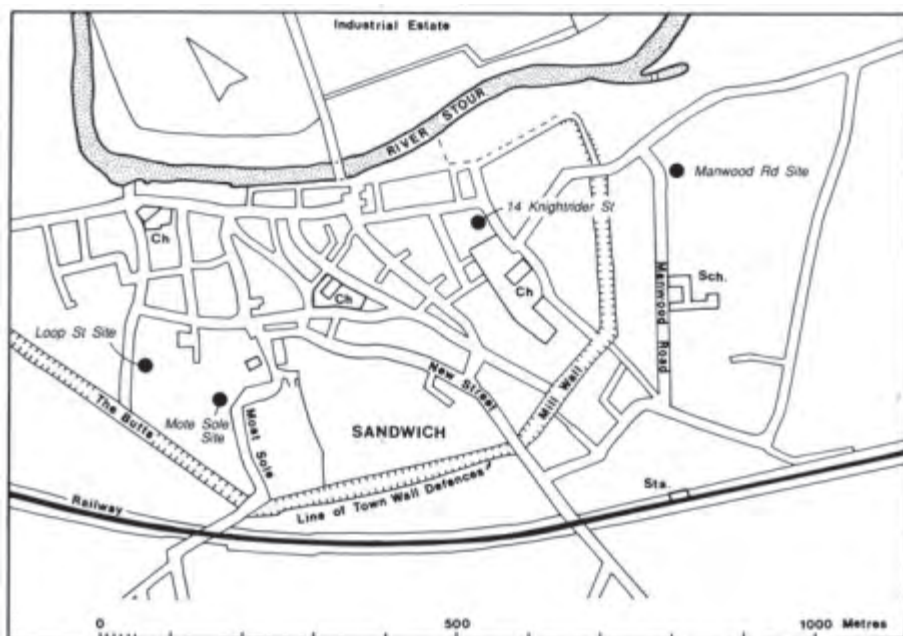 Industrial Estate
RIVER STOUR
Manwood Rd Site
14 Knightrider St
Ch
Ch
Ch
Sch.
Manwood Road
Loop St Site
The Butts
Mote Sole
Site
Moat Sole
New Street
Mill Wall
SANDWICH
Line of Town Wall Defences
Sta.
Railway
0 500 1000 Metres